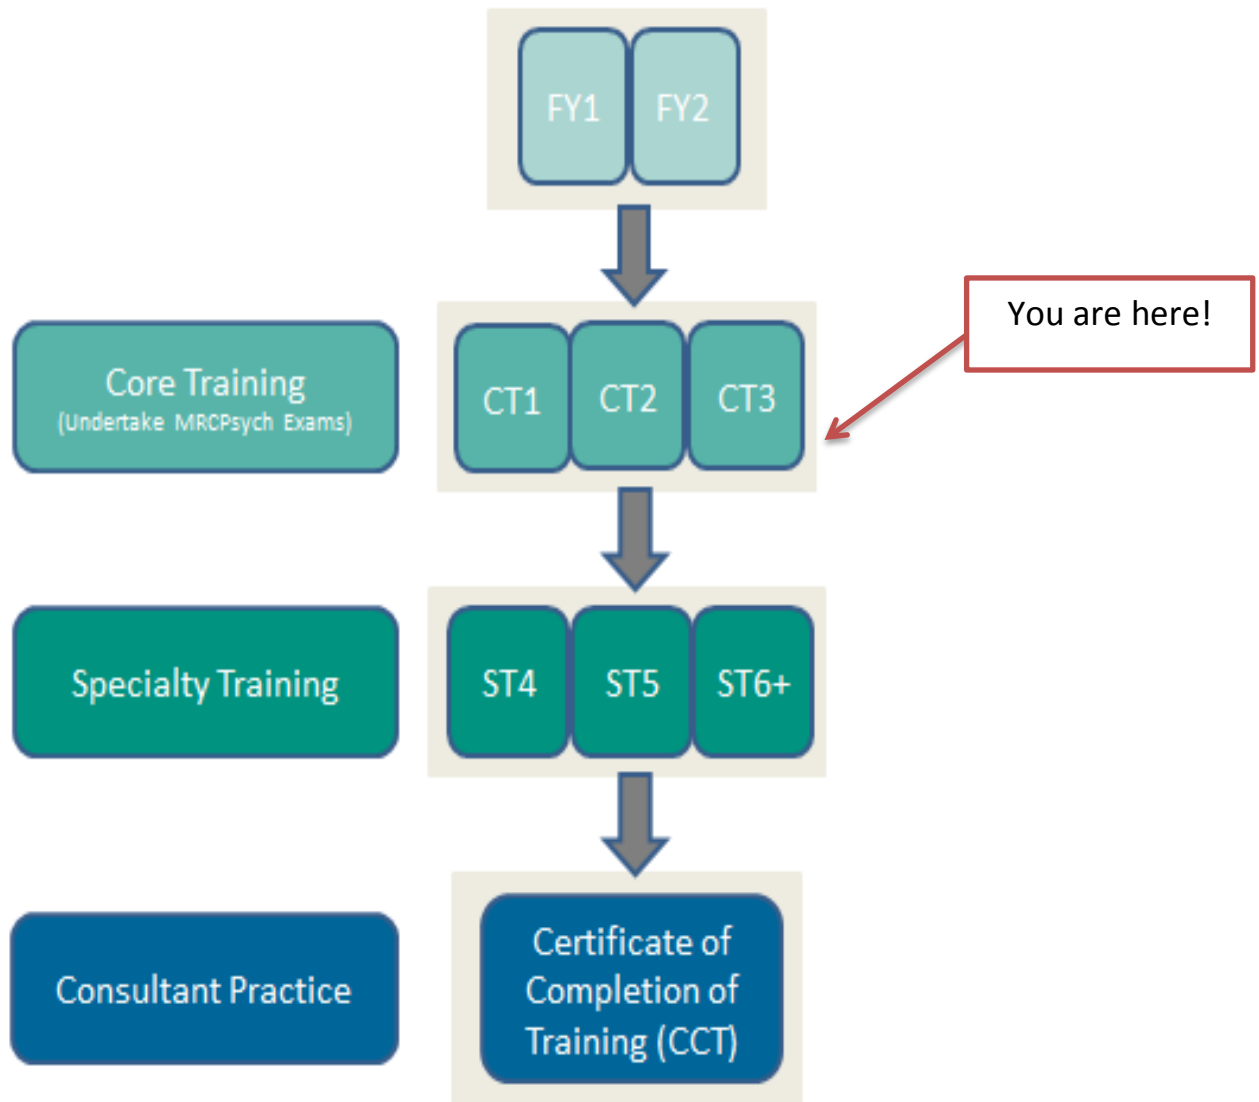 FY1 FY2
You are here!
Core Training
(Undertake MRCPsych Exams)
CT1 CT2 CT3
Specialty Training
ST4 ST5 ST6+
Consultant Practice
Certificate of
Completion of
Training (CCT)